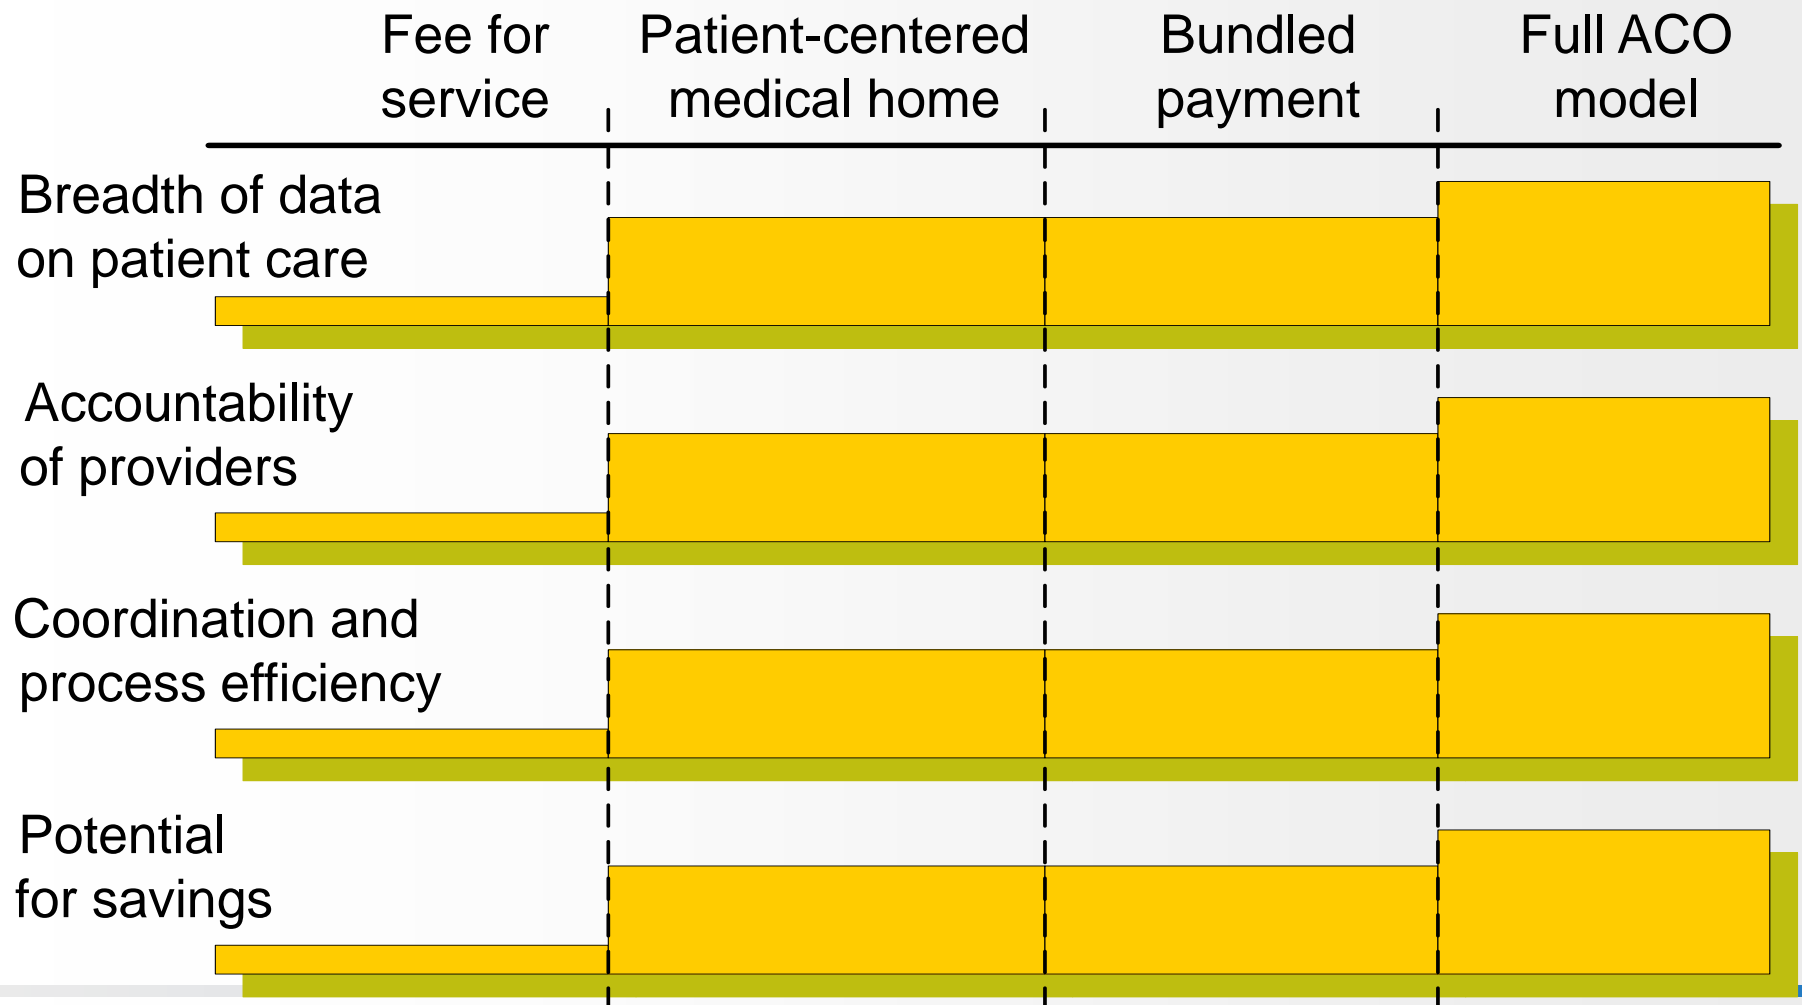 Fee for
service
Patient-centered
medical home
Bundled
payment
Full ACO
model
Breadth of data
on patient care
Accountability
of providers
Coordination and
process efficiency
Potential
for savings